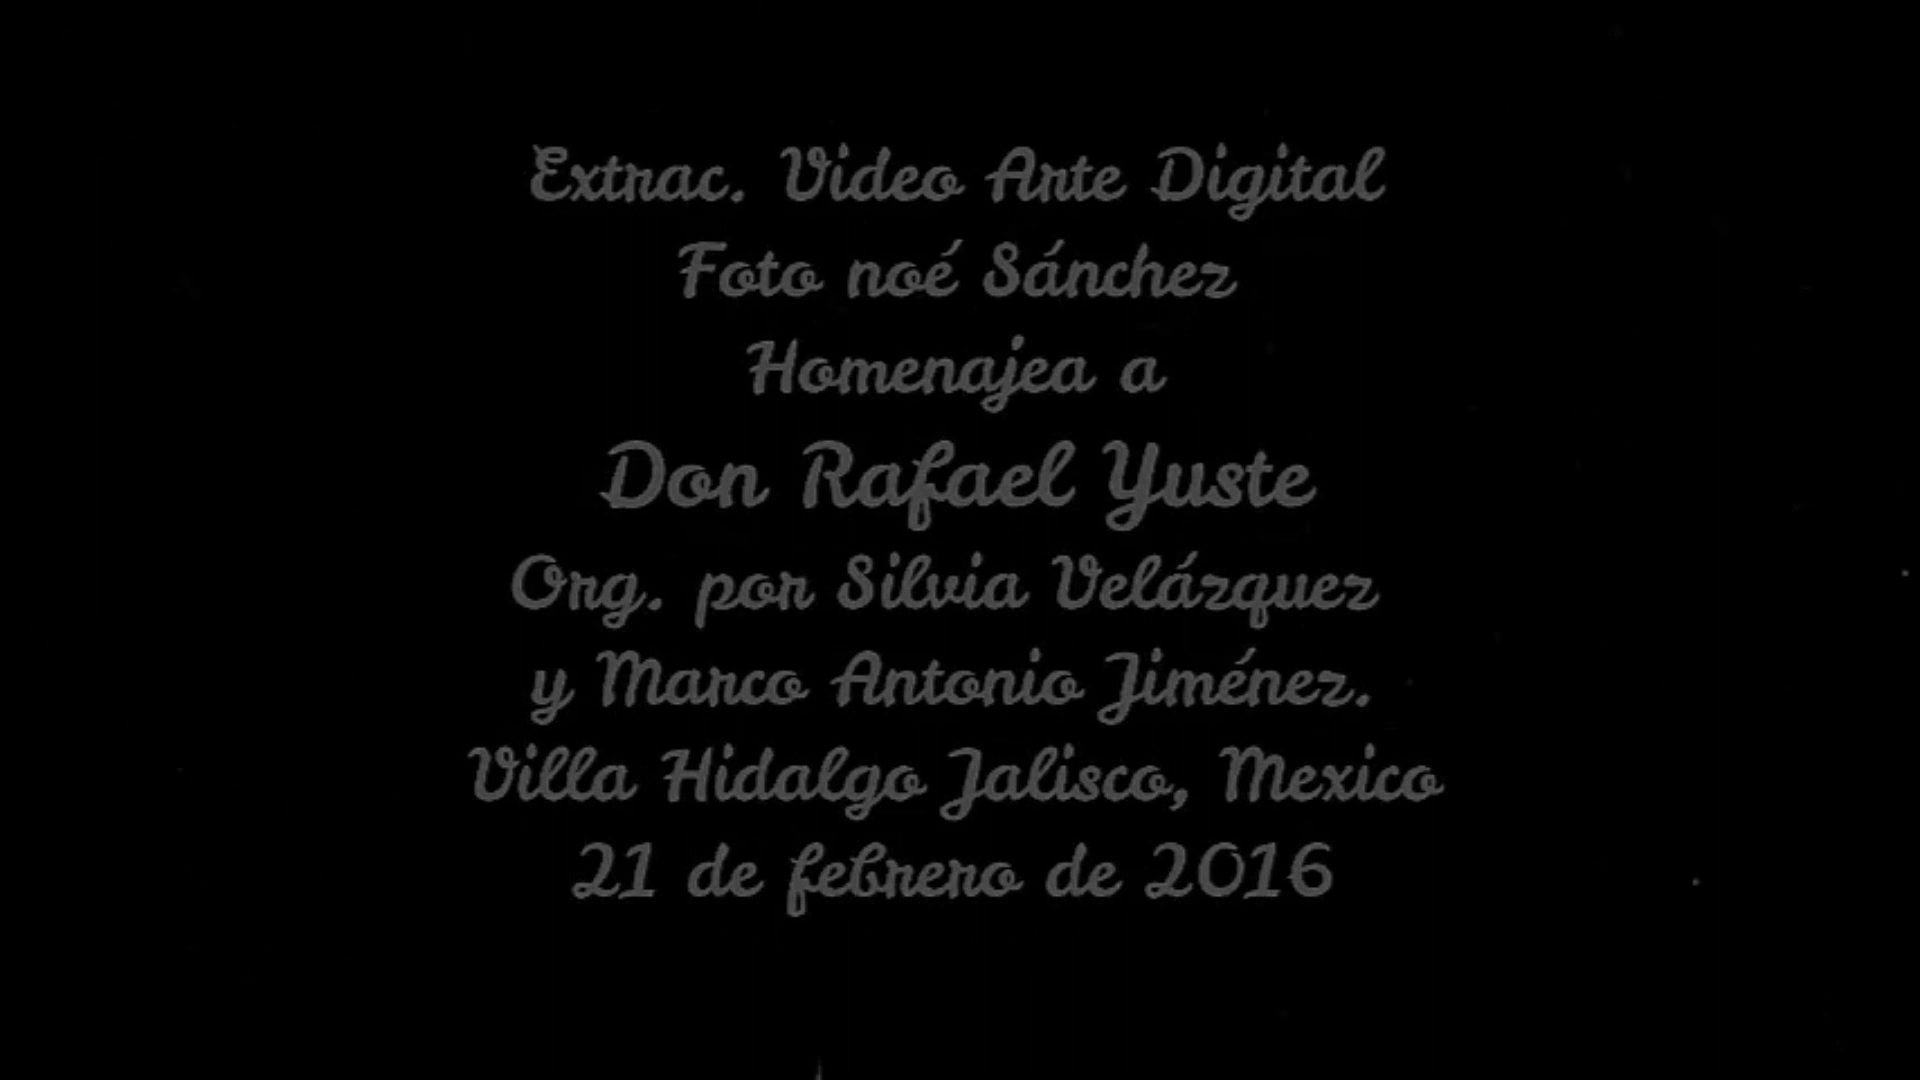 Extrac. Video Arte Digital
Foto noé Sánchez
Homenajea a
Don Rafael Yuste
Org. por Silvia Velázquez
y Marco Antonio Jiménez.
Villa Hidalgo Jalisco, Mexico
21 de febrero de 2016